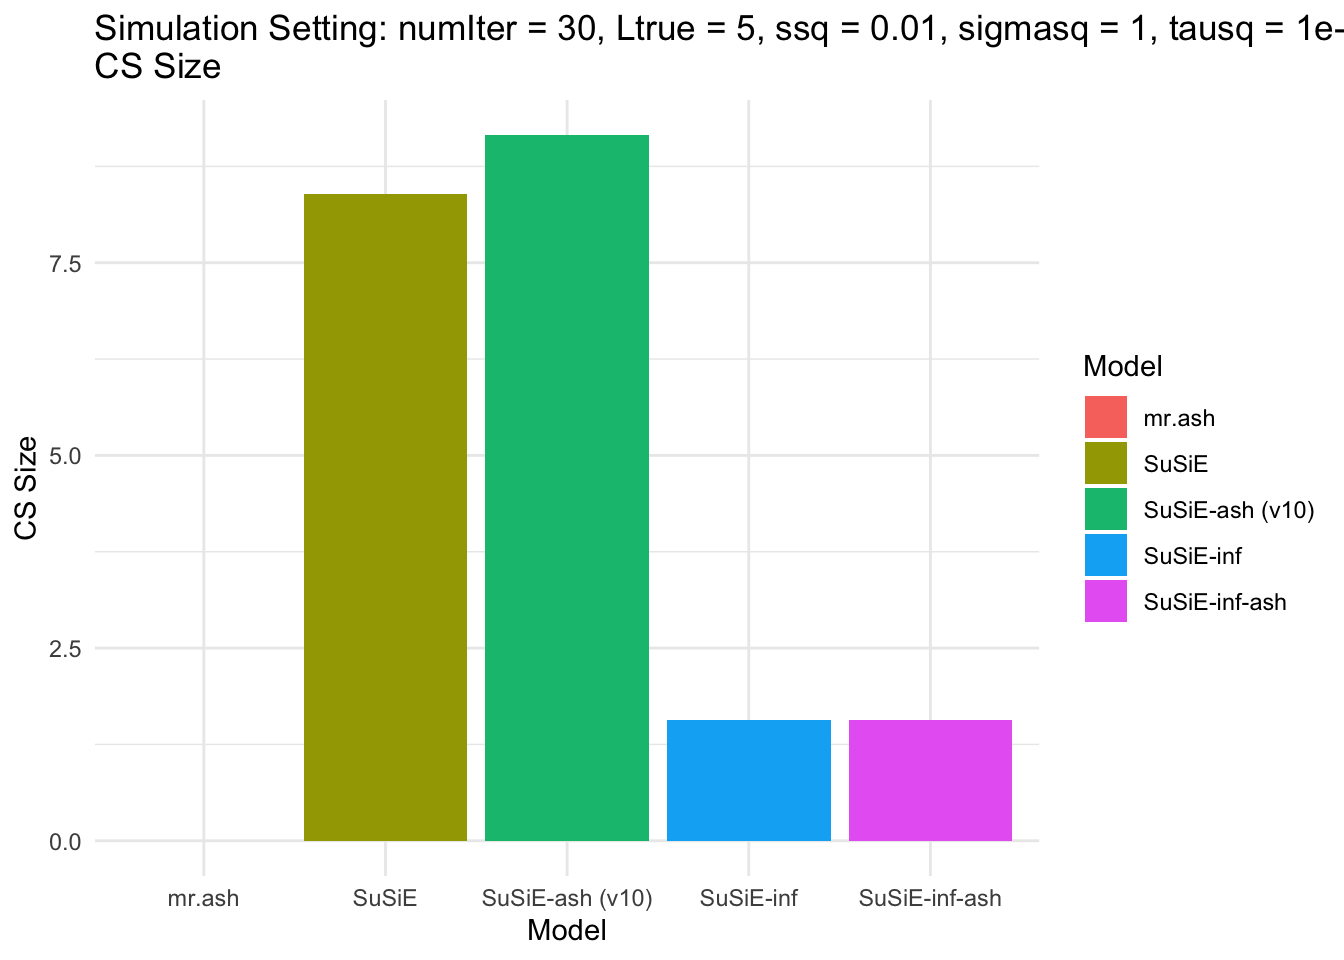 Simulation Setting: numIter = 30, Ltrue = 5, ssq = 0.01, sigmasq = 1, tausq = 1e-
CS Size
CS Size
7.5
5.0
2.5
0.0
mr.ash
SuSiE
SuSiE-ash (v10)
SuSiE-inf
SuSiE-inf-ash
Model
Model
mr.ash
SuSiE
SuSiE-ash (v10)
SuSiE-inf
SuSiE-inf-ash